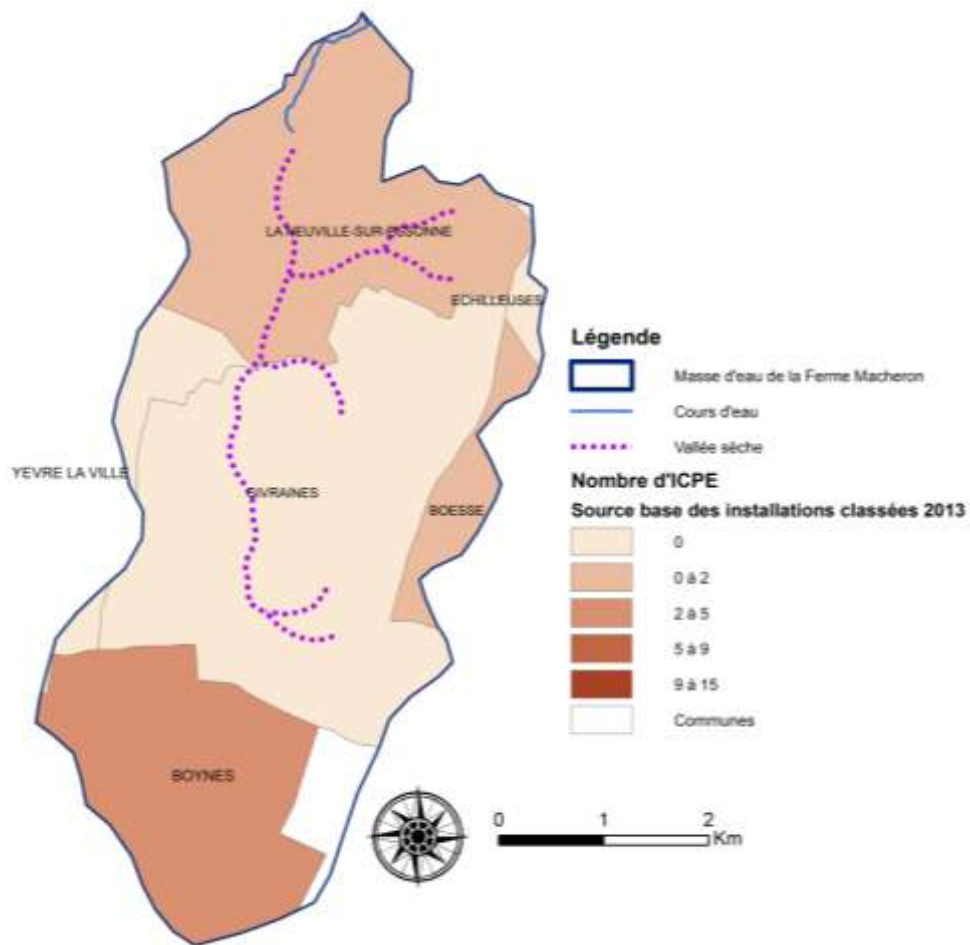 LA NEUVILLE-SUR-ESSONNE
ECHILLEUSES
Légende
Masse d'eau de la Ferme Macheron
Cours d'eau
Vallée sèche
YEVRE LA VILLE
GIVRAINES
BOESSE
Nombre d'ICPE
Source base des installations classées 2013
0
0 à 2
2 à 5
5 à 9
9 à 15
Communes
BOYNES
0 1 2
Km